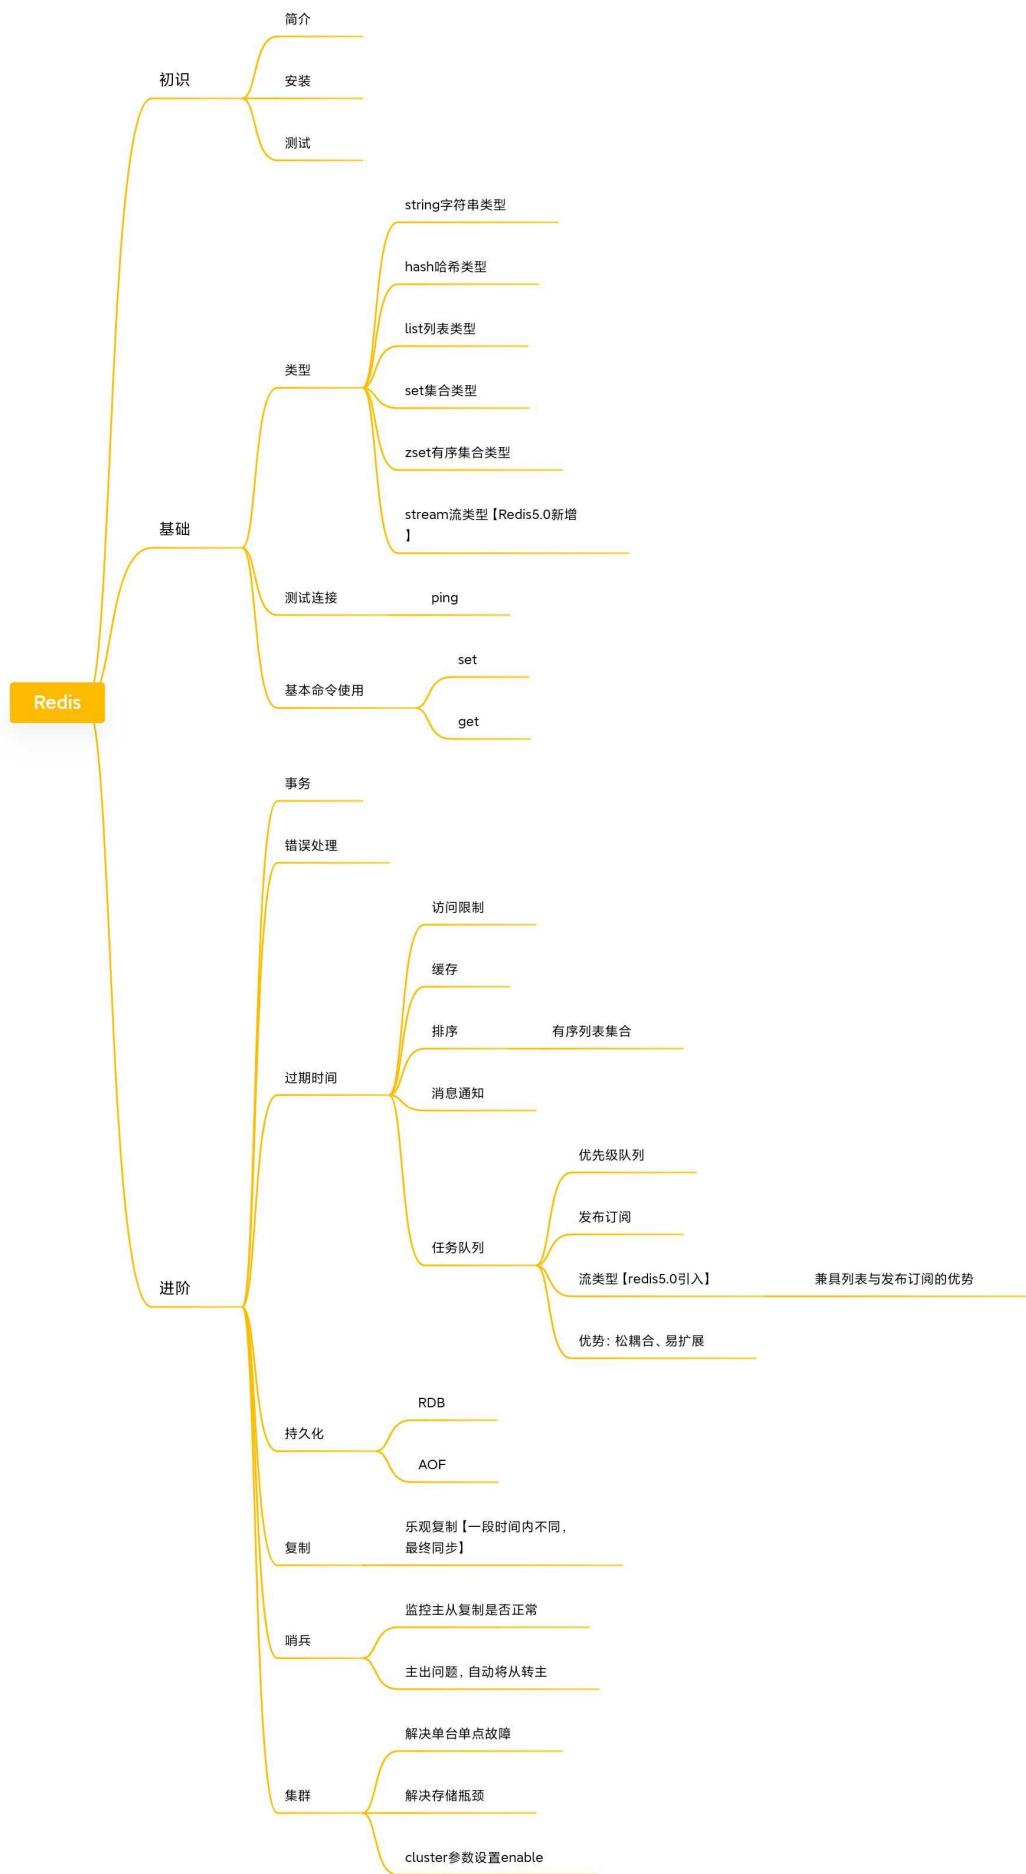 简介
初识
安装
测试
string字符串类型
hash哈希类型
list列表类型
类型
set集合类型
zset有序集合类型
stream流类型【Redis5.0新增
】
基础
测试连接
ping
set
基本命令使用
get
Redis
事务
错误处理
访问限制
缓存
排序
有序列表集合
过期时间
消息通知
优先级队列
发布订阅
任务队列
流类型【redis5.0引入】
兼具列表与发布订阅的优势
优势：松耦合、易扩展
进阶
RDB
持久化
AOF
乐观复制【一段时间内不同，
最终同步】
复制
监控主从复制是否正常
哨兵
主出问题，自动将从转主
解决单台单点故障
集群
解决存储瓶颈
cluster参数设置enable